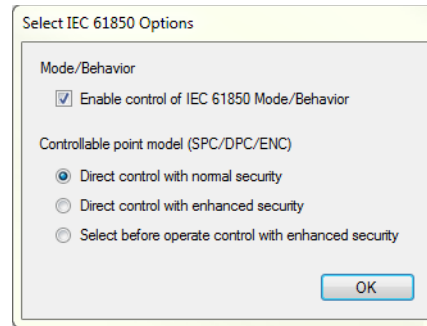 Select IEC 61850 Options
Mode/Behavior
Enable control of IEC 61850 Mode/Behavior
Controllable point model (SPC/DPC/ENC)
Direct control with normal security
Direct control with enhanced security
Select before operate control with enhanced security
OK